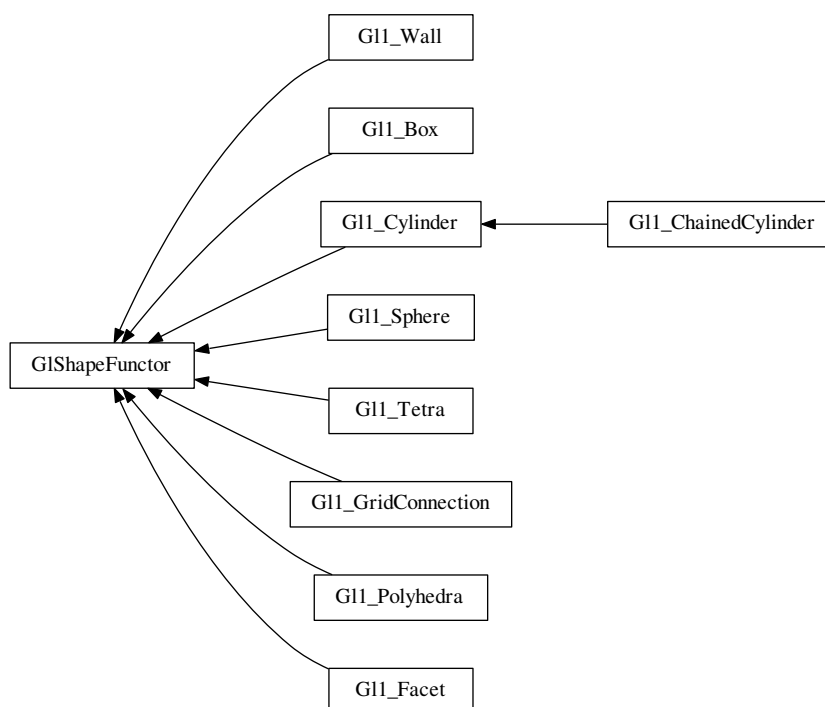 Gl1_Wall
Gl1_Box
Gl1_Cylinder
Gl1_ChainedCylinder
Gl1_Sphere
GlShapeFunctor
Gl1_Tetra
Gl1_GridConnection
Gl1_Polyhedra
Gl1_Facet